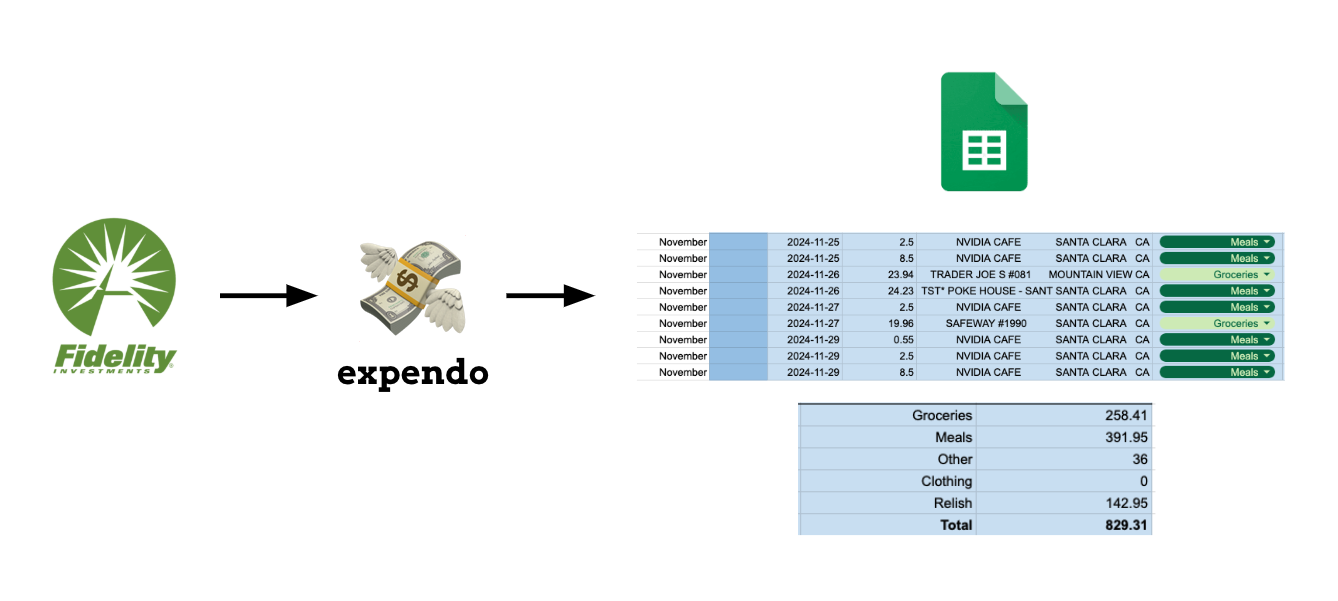 Fidelity
INVESTMENTS®
expendo
November 2024-11-25 2.5 NVIDIA CAFE SANTA CLARA CA Meals
November 2024-11-25 8.5 NVIDIA CAFE SANTA CLARA CA Meals
November 2024-11-26 23.94 TRADER JOE S #081 MOUNTAIN VIEW CA Groceries
November 2024-11-26 24.23 TST* POKE HOUSE - SANT SANTA CLARA CA Meals
November 2024-11-27 2.5 NVIDIA CAFE SANTA CLARA CA Meals
November 2024-11-27 19.96 SAFEWAY #1990 SANTA CLARA CA Groceries
November 2024-11-29 0.55 NVIDIA CAFE SANTA CLARA CA Meals
November 2024-11-29 2.5 NVIDIA CAFE SANTA CLARA CA Meals
November 2024-11-29 8.5 NVIDIA CAFE SANTA CLARA CA Meals
Groceries 258.41
Meals 391.95
Other 36
Clothing 0
Relish 142.95
Total 829.31